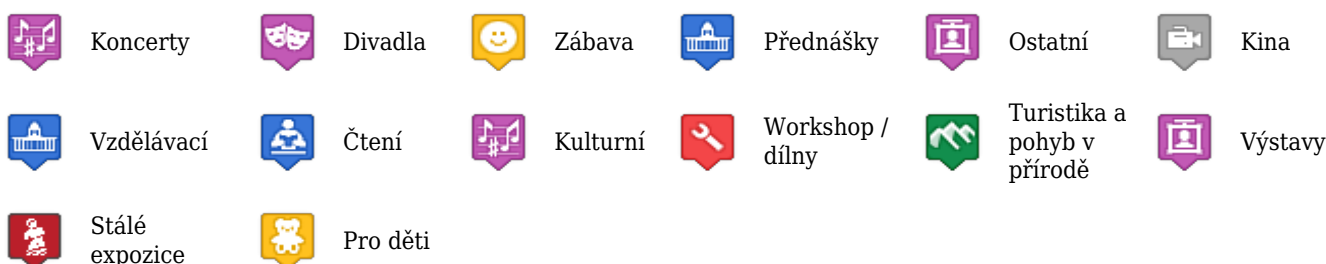 Koncerty
Divadla
Zábava
Přednášky
Ostatní
Kina
Vzdělávací
Čtení
Kulturní
Workshop /
dílny
Turistika a
pohyb v
přírodě
Výstavy
Stálé
expozice
Pro děti